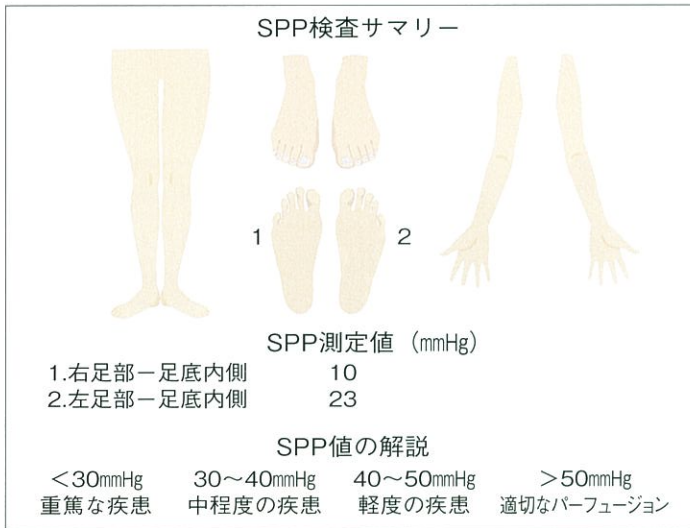 SPP検査サマリー
1 2
SPP測定値（mmHg）
1.右足部－足底内側 10
2.左足部－足底内側 23
SPP値の解説
＜30mmHg 30～40mmHg 40～50mmHg ＞50mmHg
重篤な疾患 中程度の疾患 軽度の疾患 適切なパーフュージョン